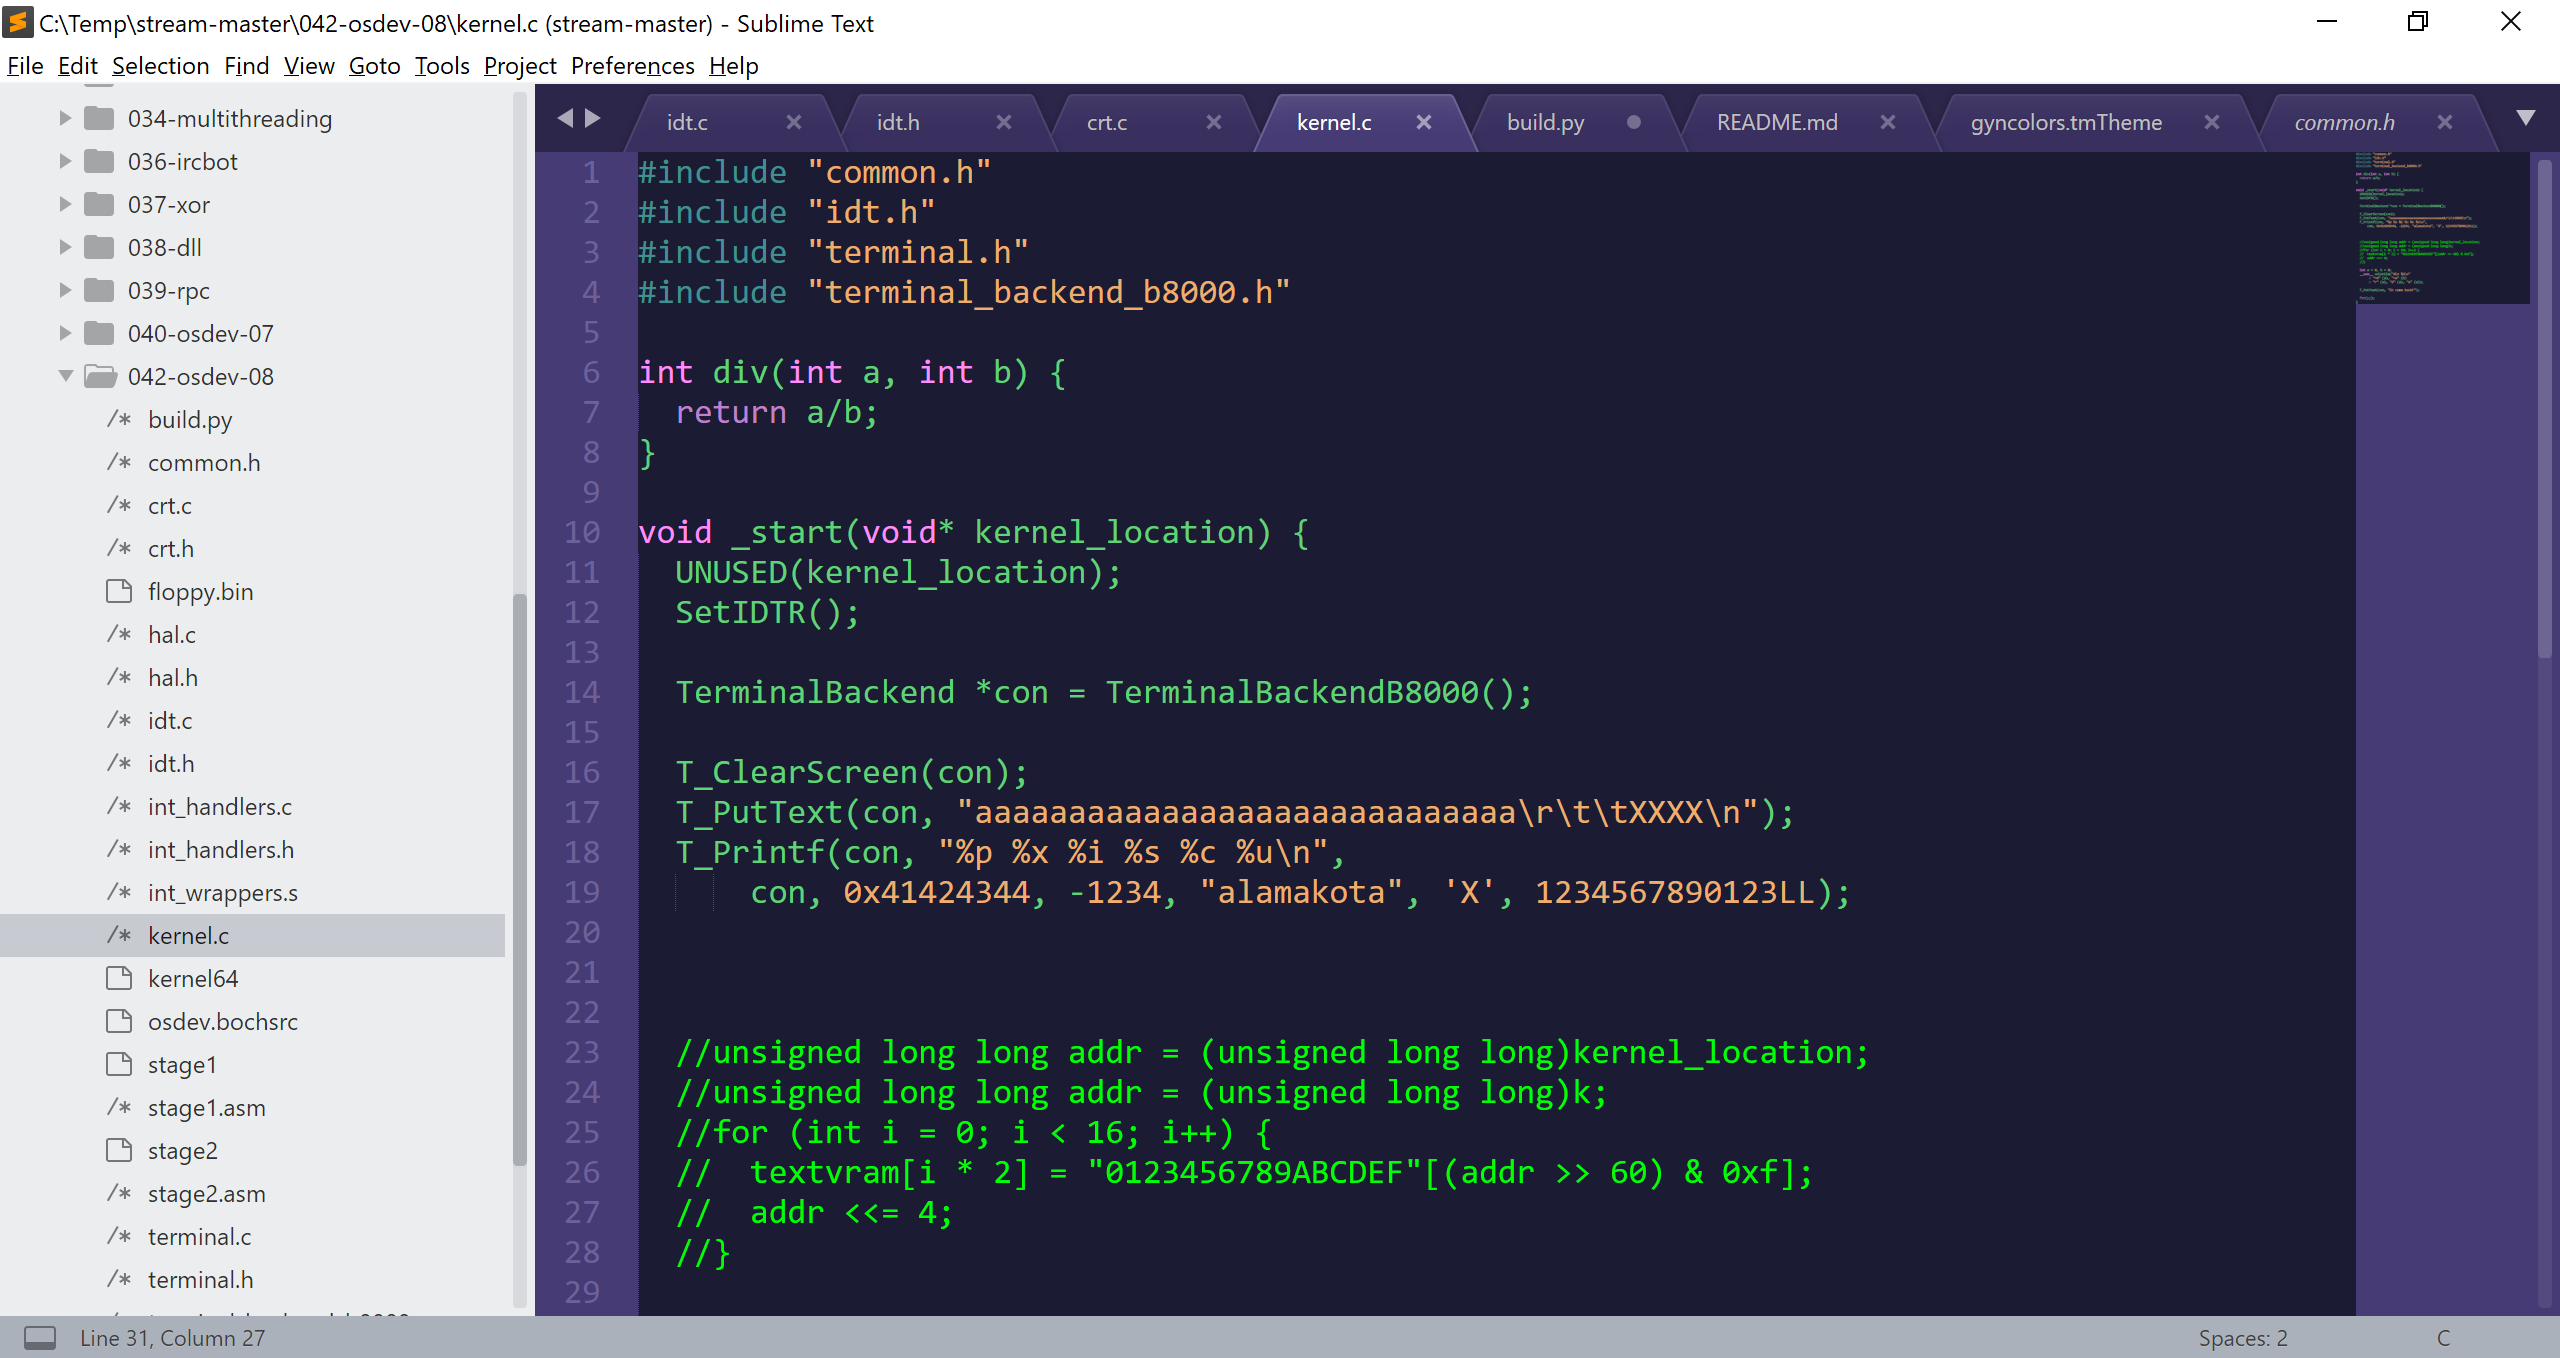 C:\Temp\stream-master\042-osdev-08\kernel.c (stream-master) - Sublime Text
File Edit Selection Find View Goto Tools Project Preferences Help
034-multithreading
036-ircbot
037-xor
038-dll
039-rpc
040-osdev-07
042-osdev-08
/* build.py
/* common.h
/* crt.c
/* crt.h
floppy.bin
/* hal.c
/* hal.h
/* idt.c
/* idt.h
/* int_handlers.c
/* int_handlers.h
/* int_wrappers.s
/* kernel.c
kernel64
osdev.bochsrc
stage1
/* stage1.asm
stage2
/* stage2.asm
/* terminal.c
/* terminal.h
idt.c idt.h crt.c kernel.c build.py README.md gyncolors.tmTheme common.h
1 #include "common.h"
2 #include "idt.h"
3 #include "terminal.h"
4 #include "terminal_backend_b8000.h"
5
6 int div(int a, int b) {
7   return a/b;
8 }
9
10 void _start(void* kernel_location) {
11   UNUSED(kernel_location);
12   SetIDTR();
13
14   TerminalBackend *con = TerminalBackendB8000();
15
16   T_ClearScreen(con);
17   T_PutText(con, "aaaaaaaaaaaaaaaaaaaaaaaaaaaaa\r\t\tXXXX\n");
18   T_Printf(con, "%p %x %i %s %c %u\n",
19       con, 0x41424344, -1234, "alamakota", 'X', 1234567890123LL);
20
21
22
23   //unsigned long long addr = (unsigned long long)kernel_location;
24   //unsigned long long addr = (unsigned long long)k;
25   //for (int i = 0; i < 16; i++) {
26   //  textvram[i * 2] = "0123456789ABCDEF"[(addr >> 60) & 0xf];
27   //  addr <<= 4;
28   //}
29
Line 31, Column 27
Spaces: 2
C